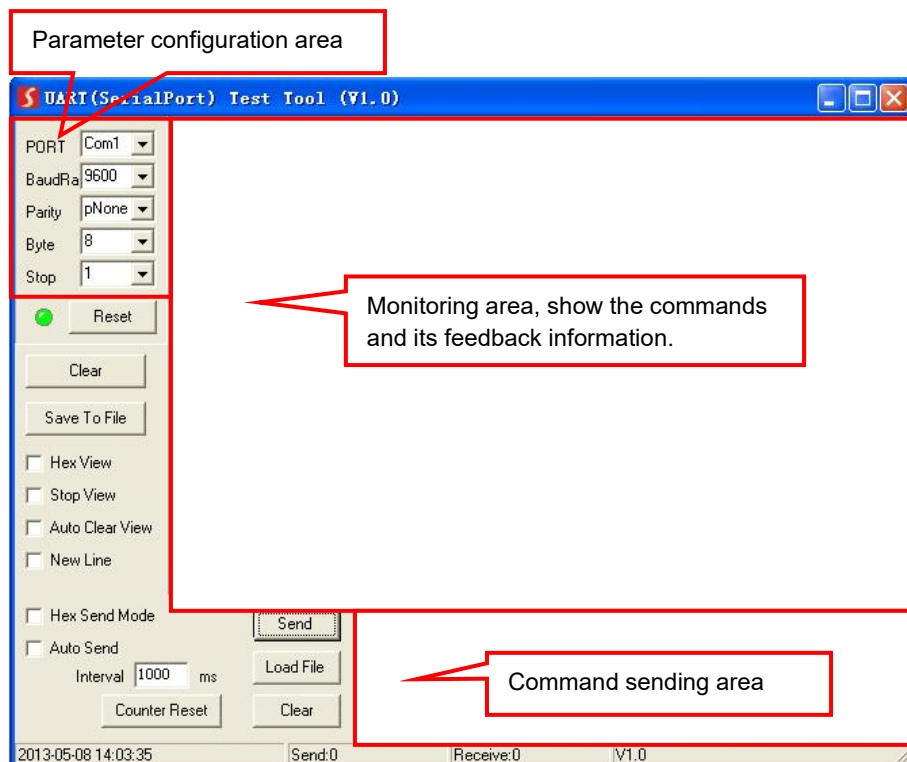 Parameter configuration area
UART(SerialPort) Test Tool (V1.0)
PORT Com1
BaudRa 9600
Parity pNone
Byte 8
Stop 1
Reset
Monitoring area, show the commands
and its feedback information.
Clear
Save To File
Hex View
Stop View
Auto Clear View
New Line
Hex Send Mode
Send
Auto Send
Interval 1000 ms
Load File
Command sending area
Counter Reset
Clear
2013-05-08 14:03:35 Send:0 Receive:0 V1.0